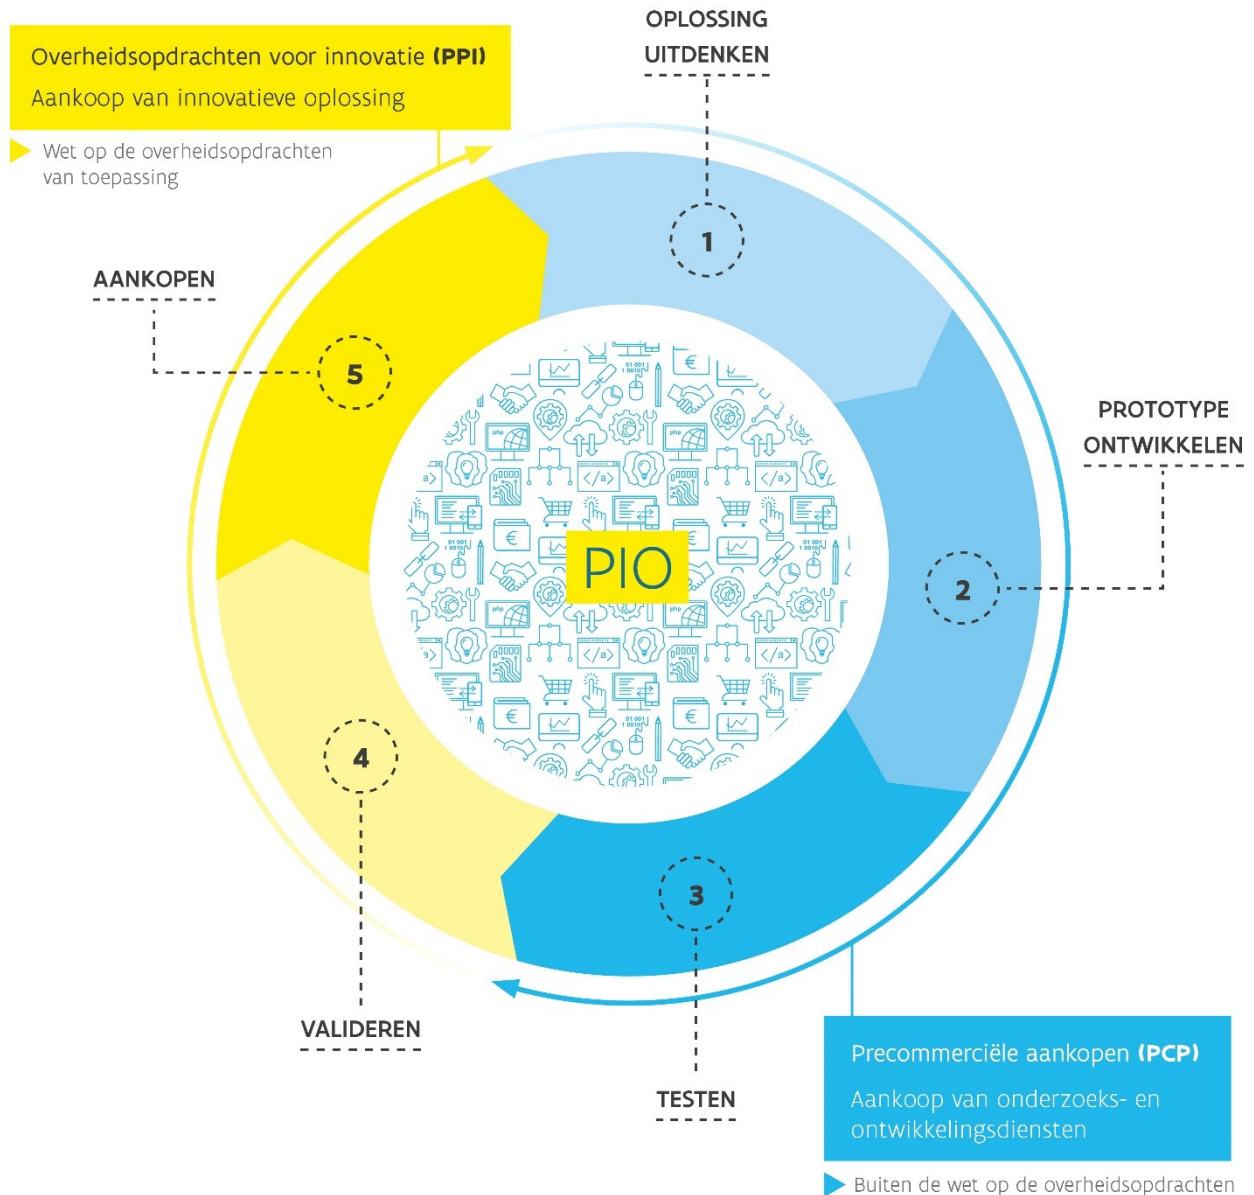 OPLOSSING
UITDENKEN
Overheidsopdrachten voor innovatie (PPI)
Aankoop van innovatieve oplossing
Wet op de overheidsopdrachten
van toepassing
1
AANKOPEN
5
PROTOTYPE
ONTWIKKELEN
PIO
2
4
3
VALIDEREN
TESTEN
Precommerciële aankopen (PCP)
Aankoop van onderzoeks- en
ontwikkelingsdiensten
Buiten de wet op de overheidsopdrachten